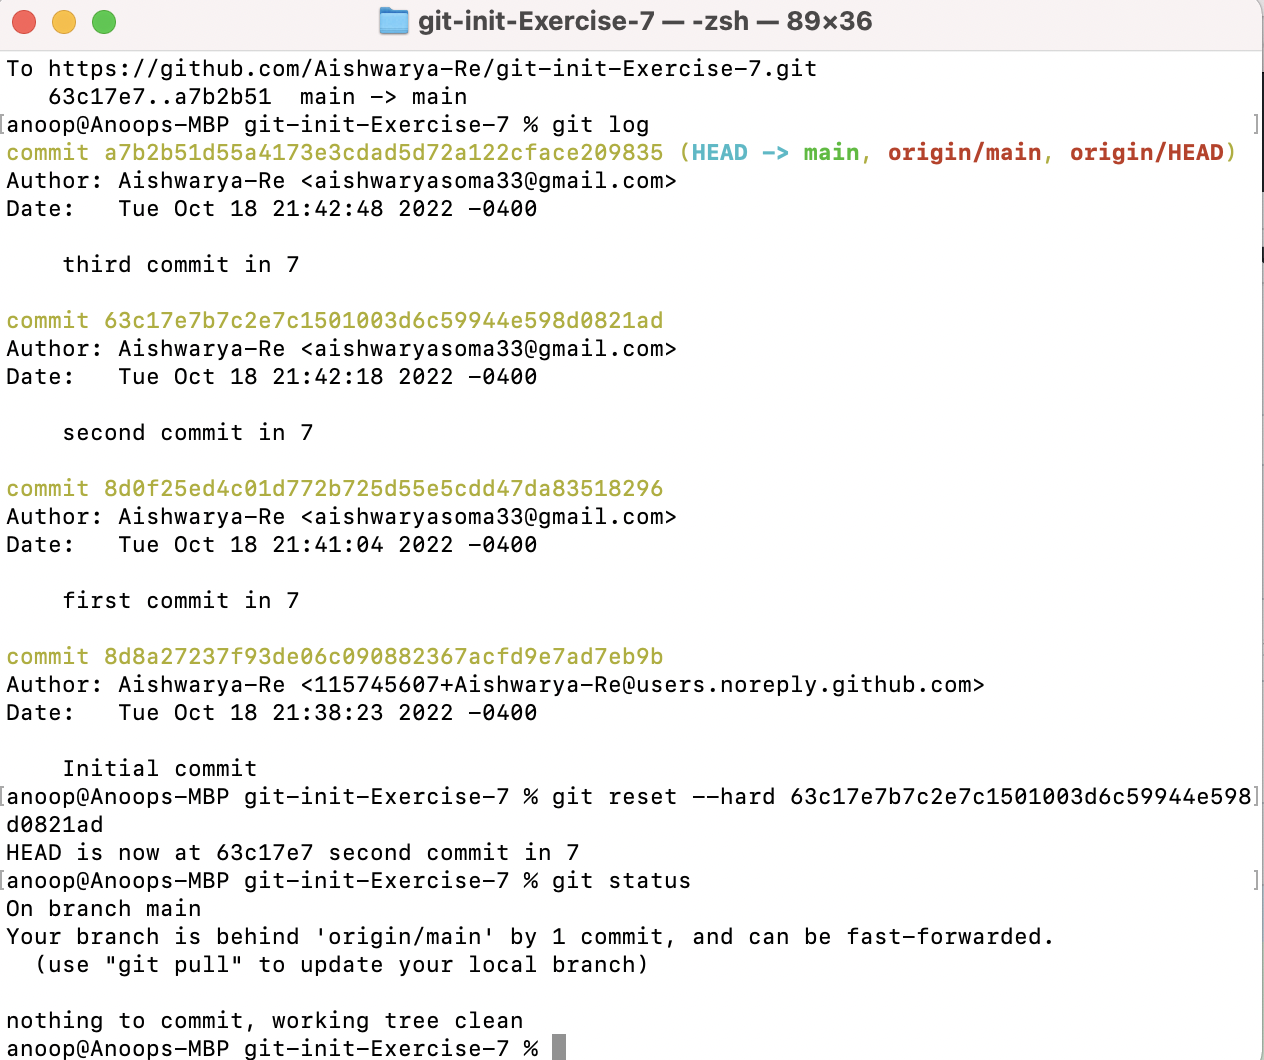 git-init-Exercise-7 — -zsh — 89×36
To https://github.com/Aishwarya-Re/git-init-Exercise-7.git
   63c17e7..a7b2b51  main -> main
[anoop@Anoops-MBP git-init-Exercise-7 % git log ]
commit a7b2b51d55a4173e3cdad5d72a122cface209835 (HEAD -> main, origin/main, origin/HEAD)
Author: Aishwarya-Re <aishwaryasoma33@gmail.com>
Date:   Tue Oct 18 21:42:48 2022 -0400

    third commit in 7

commit 63c17e7b7c2e7c1501003d6c59944e598d0821ad
Author: Aishwarya-Re <aishwaryasoma33@gmail.com>
Date:   Tue Oct 18 21:42:18 2022 -0400

    second commit in 7

commit 8d0f25ed4c01d772b725d55e5cdd47da83518296
Author: Aishwarya-Re <aishwaryasoma33@gmail.com>
Date:   Tue Oct 18 21:41:04 2022 -0400

    first commit in 7

commit 8d8a27237f93de06c090882367acfd9e7ad7eb9b
Author: Aishwarya-Re <115745607+Aishwarya-Re@users.noreply.github.com>
Date:   Tue Oct 18 21:38:23 2022 -0400

    Initial commit
[anoop@Anoops-MBP git-init-Exercise-7 % git reset --hard 63c17e7b7c2e7c1501003d6c59944e598]
d0821ad
HEAD is now at 63c17e7 second commit in 7
[anoop@Anoops-MBP git-init-Exercise-7 % git status ]
On branch main
Your branch is behind 'origin/main' by 1 commit, and can be fast-forwarded.
  (use "git pull" to update your local branch)

nothing to commit, working tree clean
anoop@Anoops-MBP git-init-Exercise-7 %